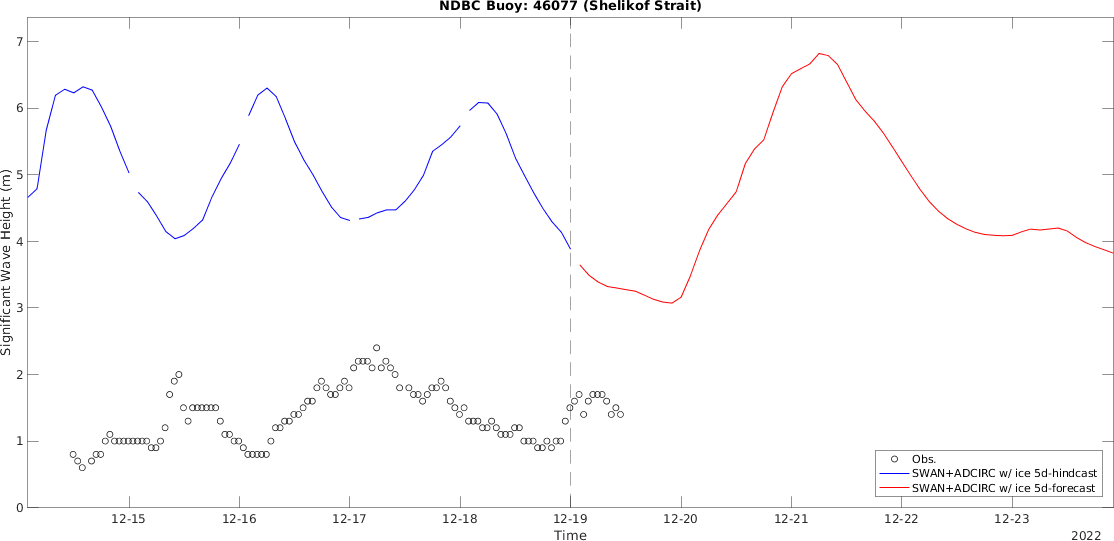 NDBC Buoy: 46077 (Shelikof Strait)
Significant Wave Height (m)
7
6
5
4
3
2
1
0
12-15 12-16 12-17 12-18 12-19 12-20 12-21 12-22 12-23
Time
2022
Obs.
SWAN+ADCIRC w/ ice 5d-hindcast
SWAN+ADCIRC w/ ice 5d-forecast